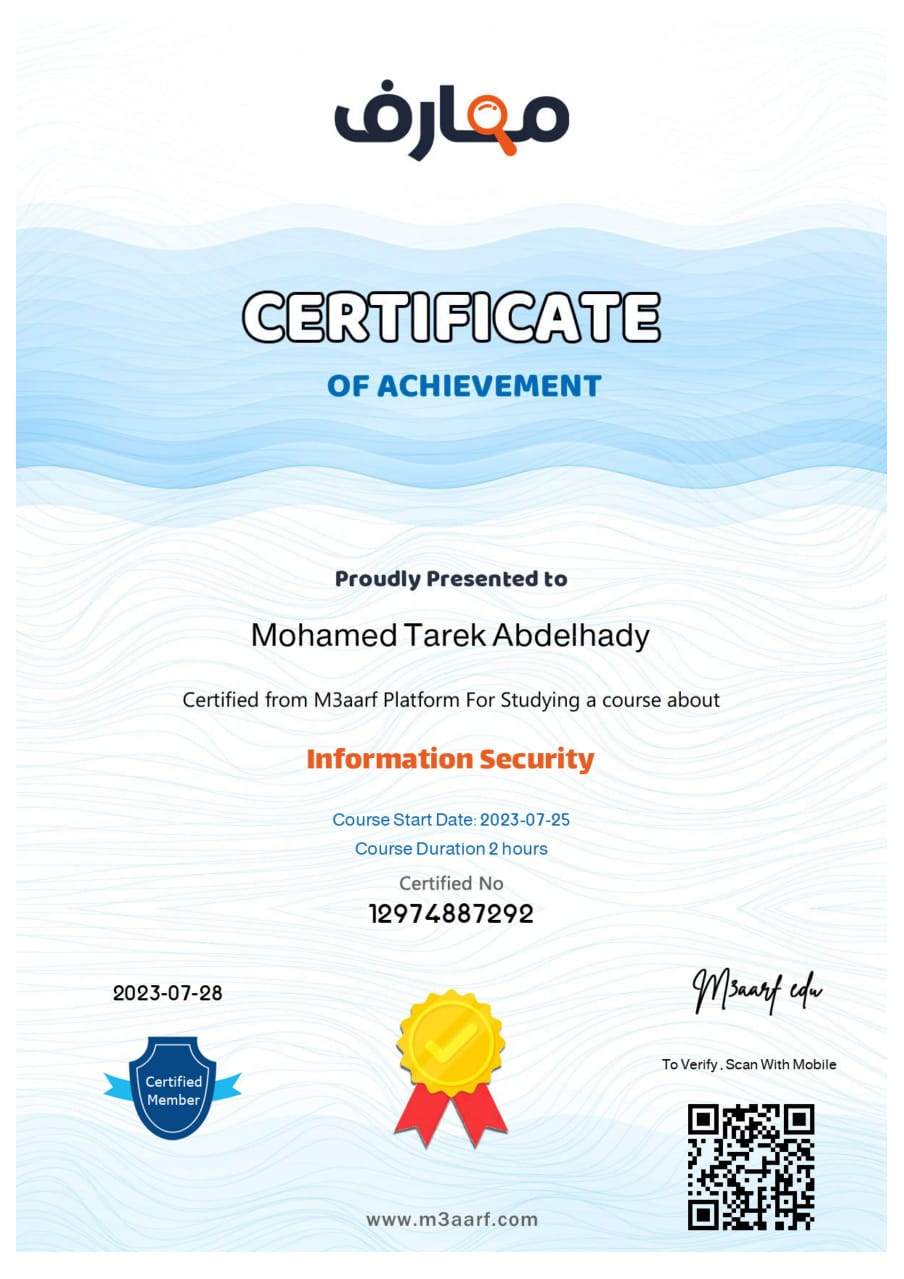 معارف
CERTIFICATE
OF ACHIEVEMENT
Proudly Presented to
Mohamed Tarek Abdelhady
Certified from M3aarf Platform For Studying a course about
Information Security
Course Start Date: 2023-07-25
Course Duration 2 hours
Certified No
12974887292
2023-07-28
M3aarf edu
Certified
Member
To Verify , Scan With Mobile
www.m3aarf.com